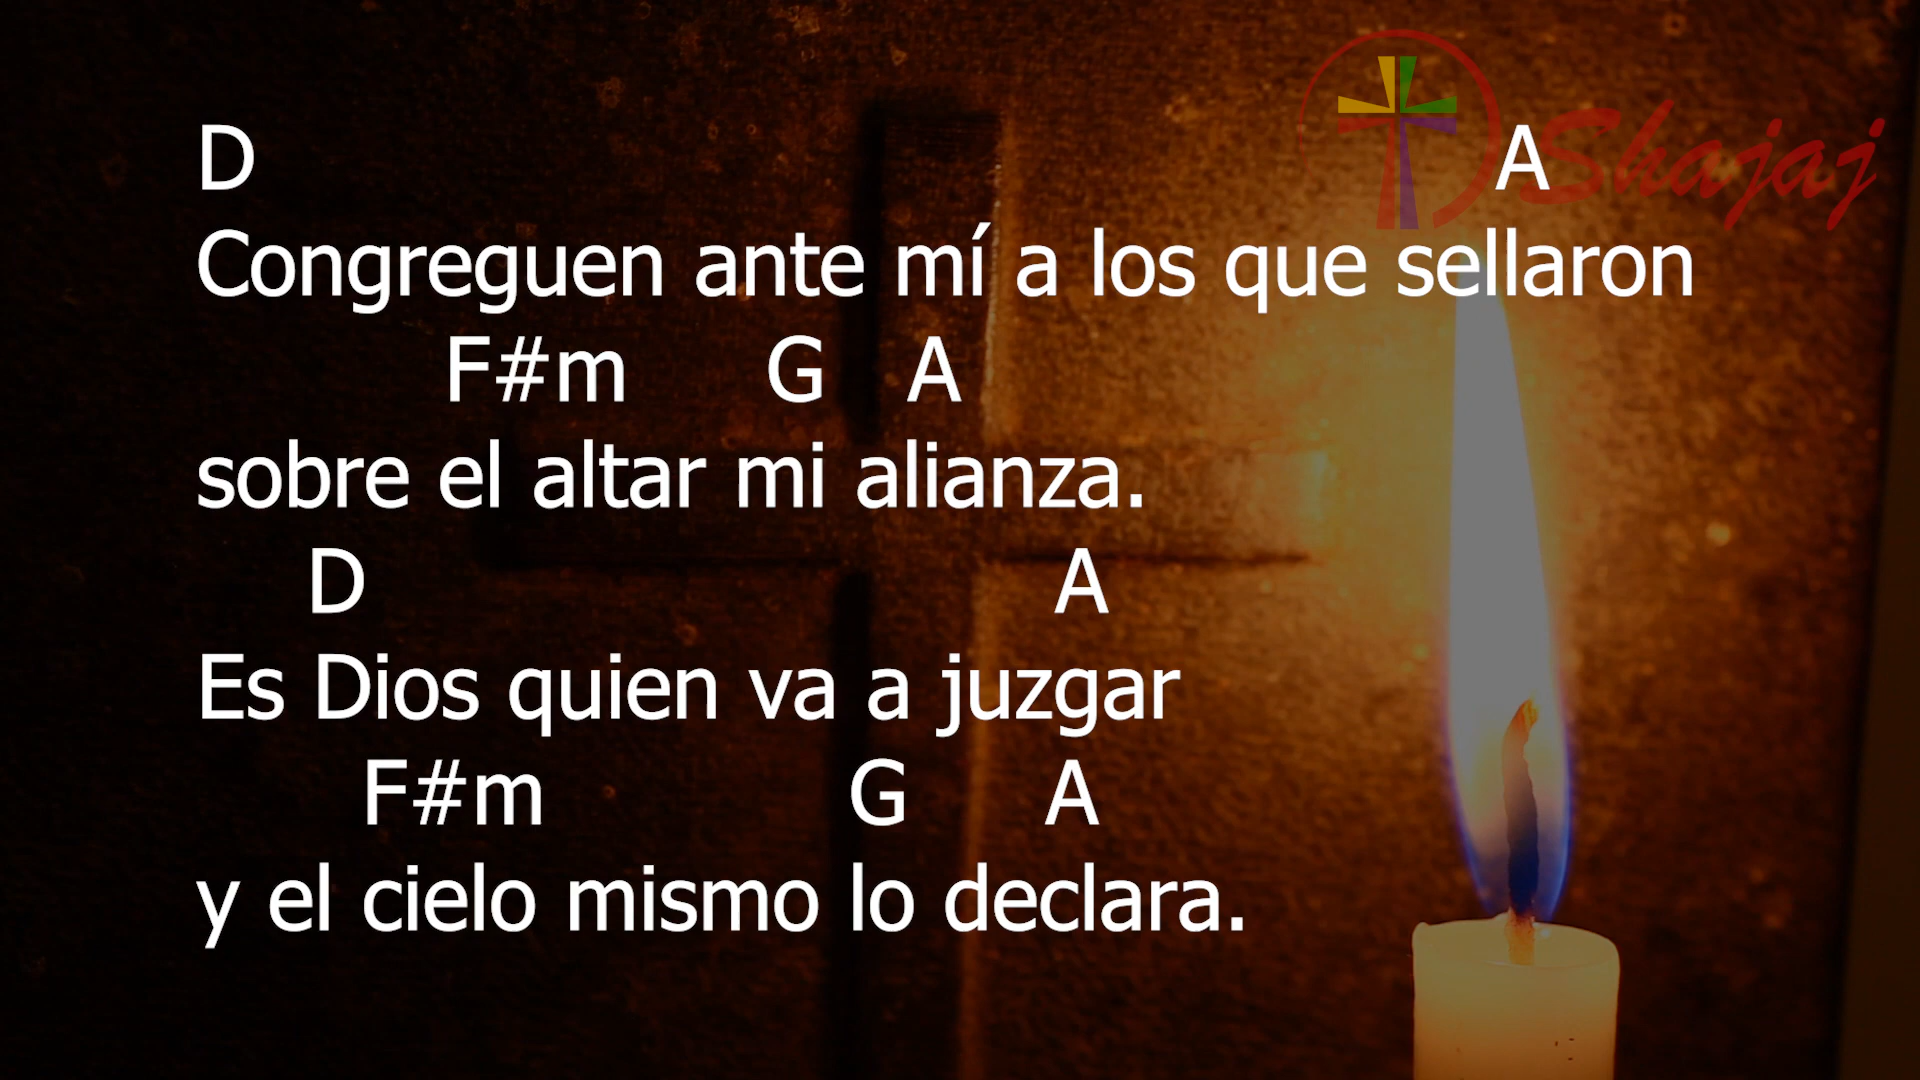 D A
Congreguen ante mí a los que sellaron
F#m G A
sobre el altar mi alianza.
D A
Es Dios quien va a juzgar
F#m G A
y el cielo mismo lo declara.
Shajaj